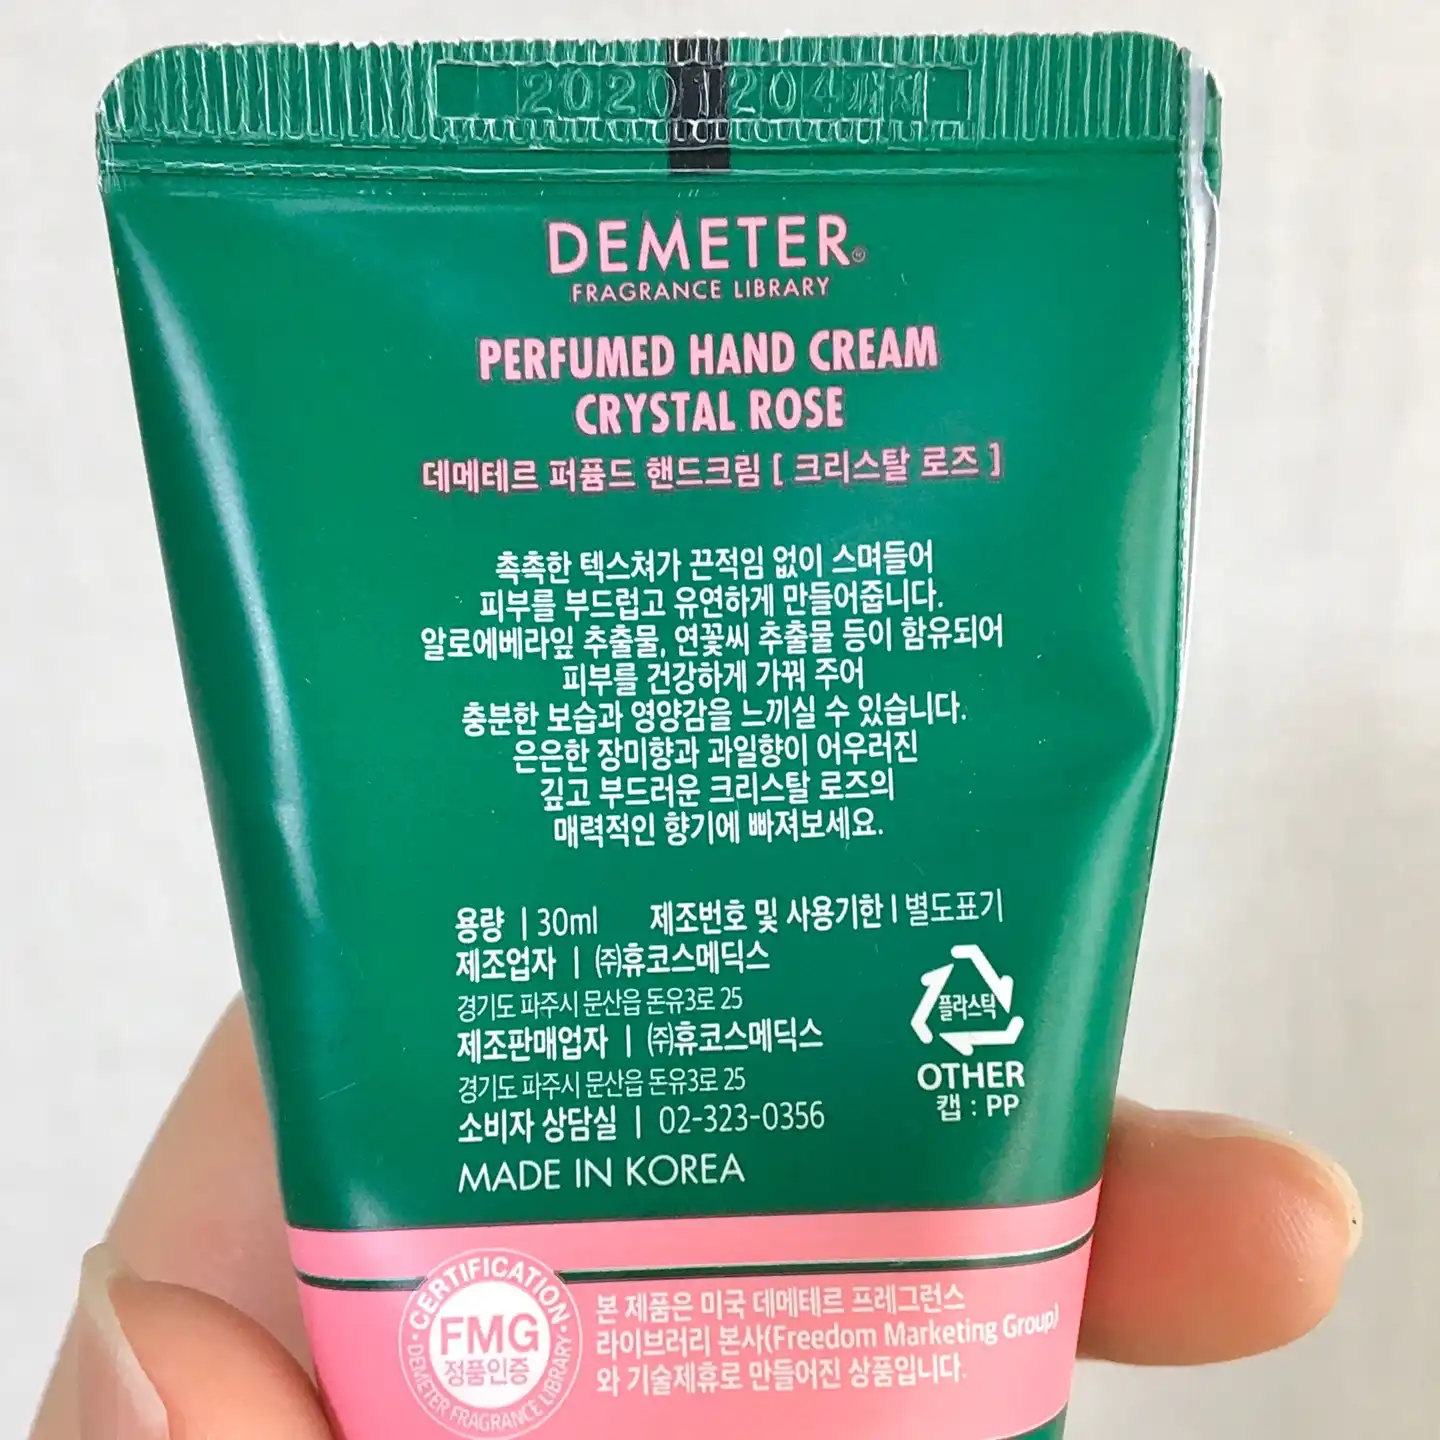 20201204까지
DEMETER®
FRAGRANCE LIBRARY
PERFUMED HAND CREAM
CRYSTAL ROSE
데메테르 퍼퓸드 핸드크림 [ 크리스탈 로즈 ]
촉촉한 텍스쳐가 끈적임 없이 스며들어
피부를 부드럽고 유연하게 만들어줍니다.
알로에베라잎 추출물, 연꽃씨 추출물 등이 함유되어
피부를 건강하게 가꿔 주어
충분한 보습과 영양감을 느끼실 수 있습니다.
은은한 장미향과 과일향이 어우러진
깊고 부드러운 크리스탈 로즈의
매력적인 향기에 빠져보세요.
용량 | 30ml 제조번호 및 사용기한 | 별도표기
제조업자 | ㈜휴코스메딕스
경기도 파주시 문산읍 돈유3로 25
제조판매업자 | ㈜휴코스메딕스
경기도 파주시 문산읍 돈유3로 25
소비자 상담실 | 02-323-0356
MADE IN KOREA
플라스틱
OTHER
캡 : PP
·CERTIFICATION·
FMG
정품인증
DEMETER FRAGRANCE LIBRARY
본 제품은 미국 데메테르 프레그런스
라이브러리 본사(Freedom Marketing Group)
와 기술제휴로 만들어진 상품입니다.